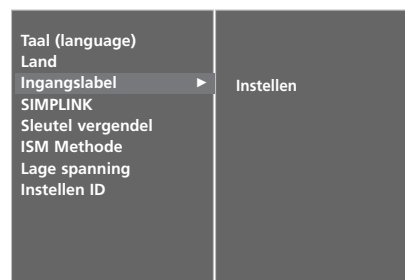 Taal (language)
Land
Ingangslabel ►
Instellen
SIMPLINK
Sleutel vergendel
ISM Methode
Lage spanning
Instellen ID